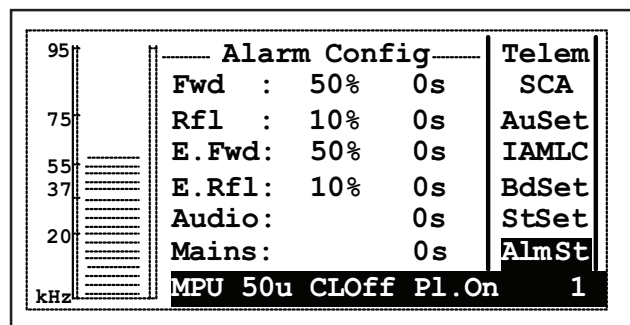 95
75
55
37
20
kHz
Alarm Config
Fwd : 50% 0s
Rfl : 10% 0s
E.Fwd: 50% 0s
E.Rfl: 10% 0s
Audio: 0s
Mains: 0s
Telem
SCA
AuSet
IAMLC
BdSet
StSet
AlmSt
MPU 50u CLOff Pl.On 1